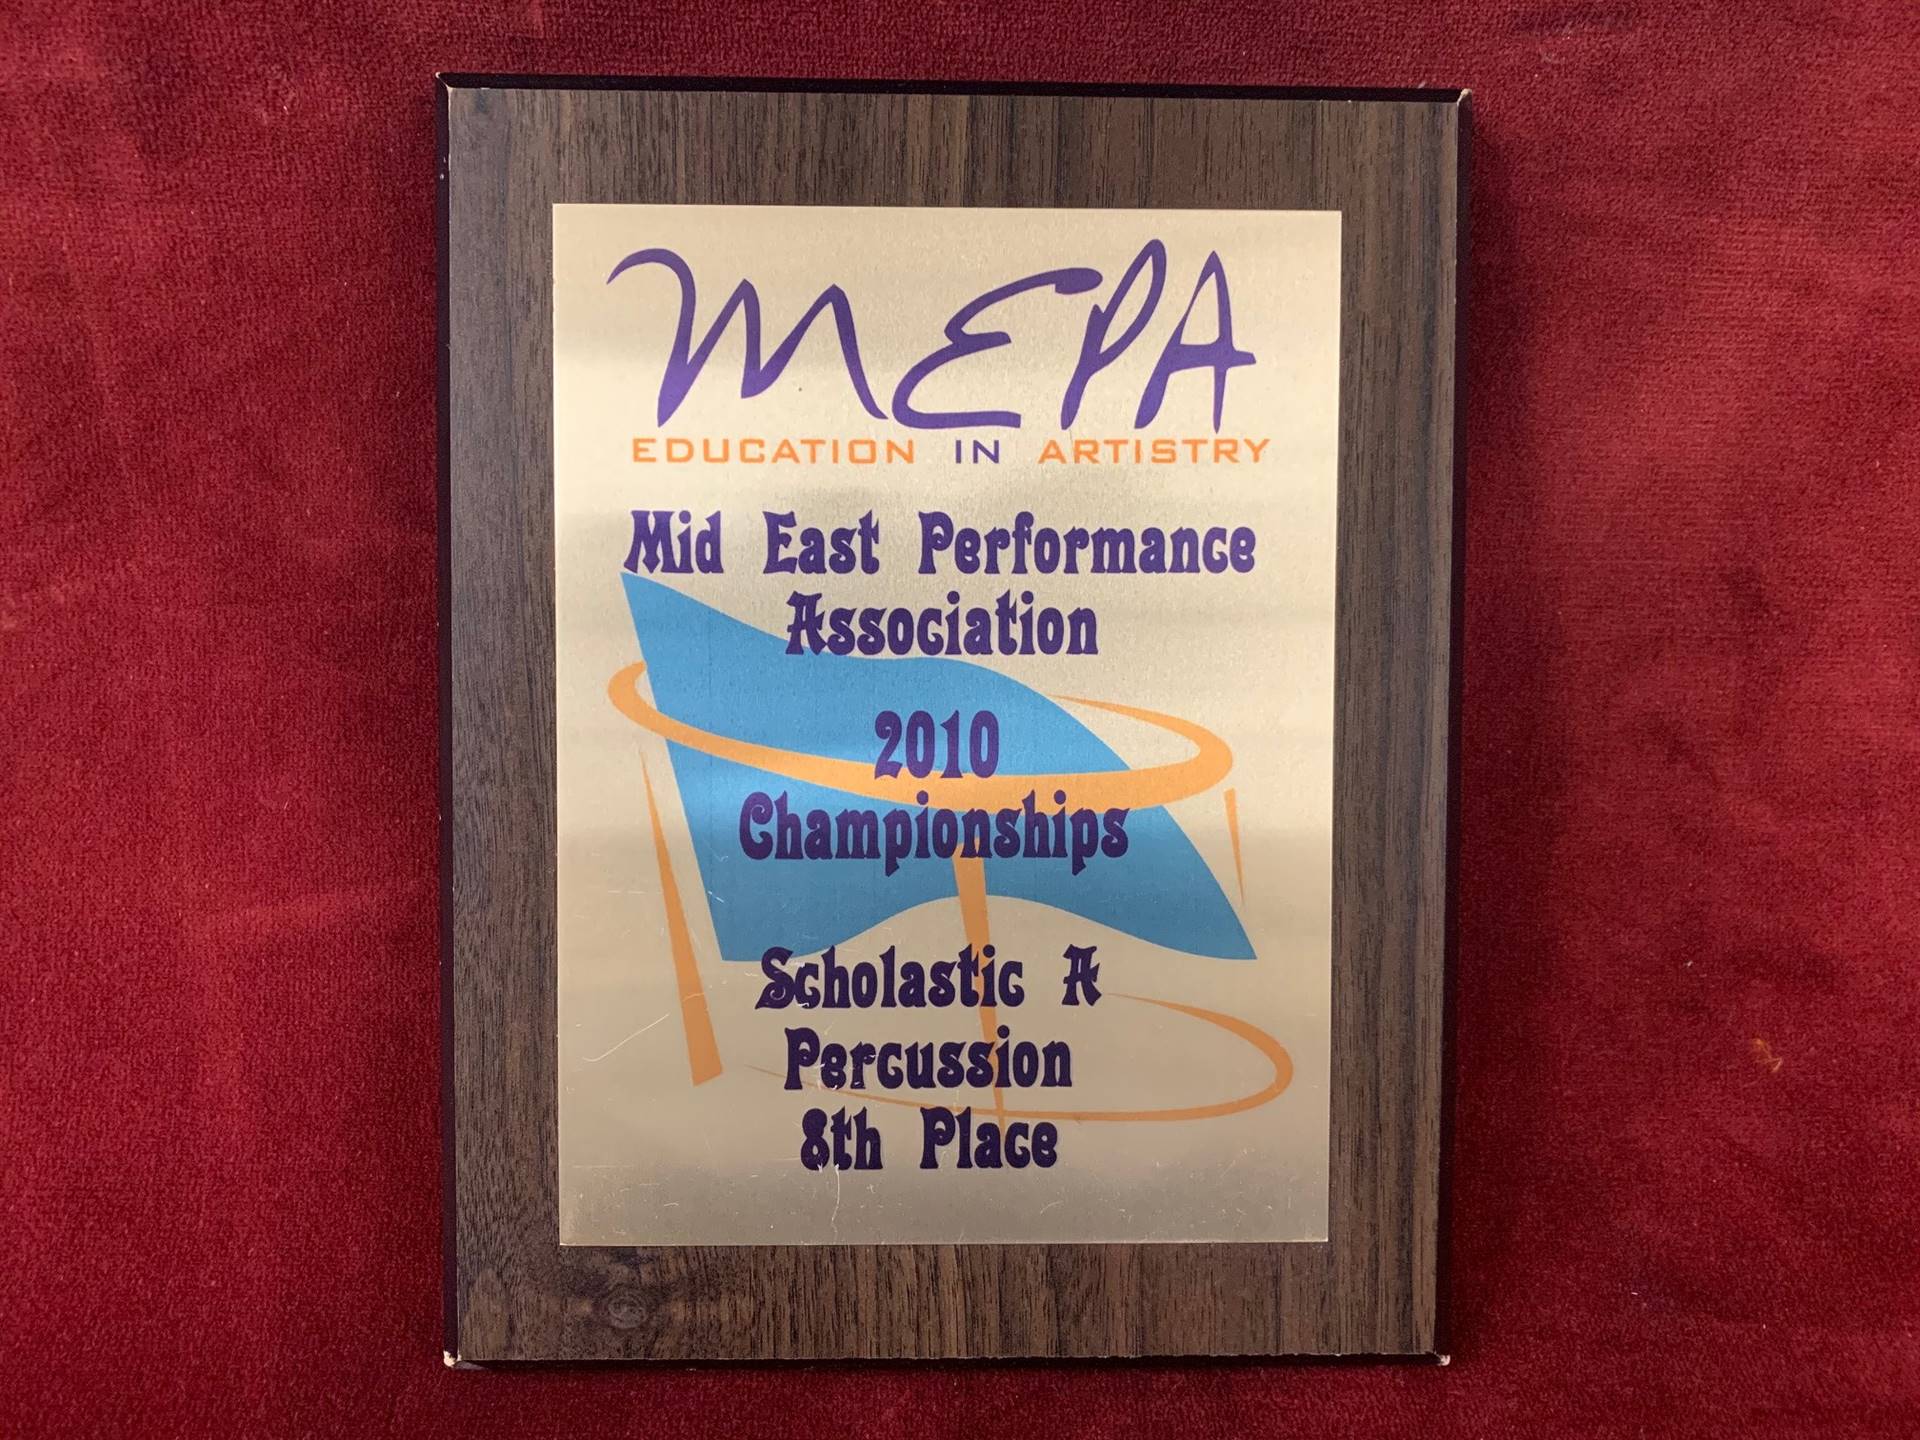 MEPA
EDUCATION IN ARTISTRY
Mid East Performance
Association
2010
Championships
Scholastic A
Percussion
8th Place